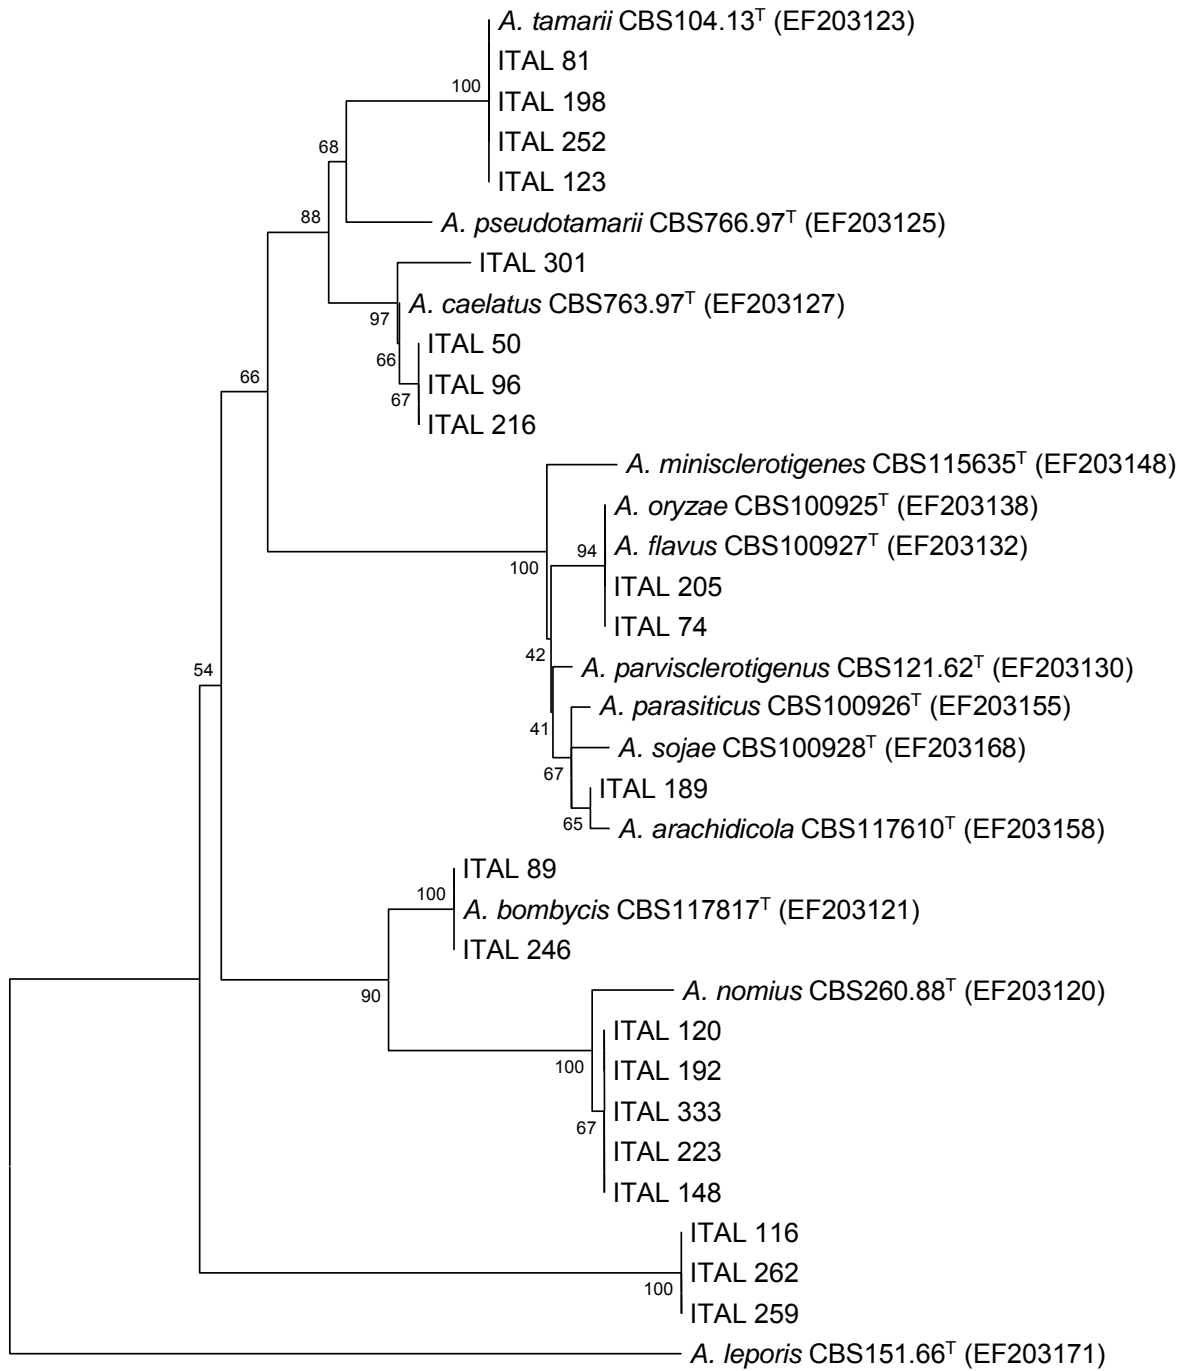 A. tamarii CBS104.13ᵀ (EF203123)
ITAL 81
100
ITAL 198
ITAL 252
68
ITAL 123
88
A. pseudotamarii CBS766.97ᵀ (EF203125)
ITAL 301
A. caelatus CBS763.97ᵀ (EF203127)
97
ITAL 50
66
66
ITAL 96
67
ITAL 216
A. minisclerotigenes CBS115635ᵀ (EF203148)
A. oryzae CBS100925ᵀ (EF203138)
94
A. flavus CBS100927ᵀ (EF203132)
100
ITAL 205
ITAL 74
42
A. parvisclerotigenus CBS121.62ᵀ (EF203130)
54
A. parasiticus CBS100926ᵀ (EF203155)
41
A. sojae CBS100928ᵀ (EF203168)
67
ITAL 189
65
A. arachidicola CBS117610ᵀ (EF203158)
ITAL 89
100
A. bombycis CBS117817ᵀ (EF203121)
ITAL 246
90
A. nomius CBS260.88ᵀ (EF203120)
ITAL 120
100
ITAL 192
ITAL 333
67
ITAL 223
ITAL 148
ITAL 116
ITAL 262
100
ITAL 259
A. leporis CBS151.66ᵀ (EF203171)